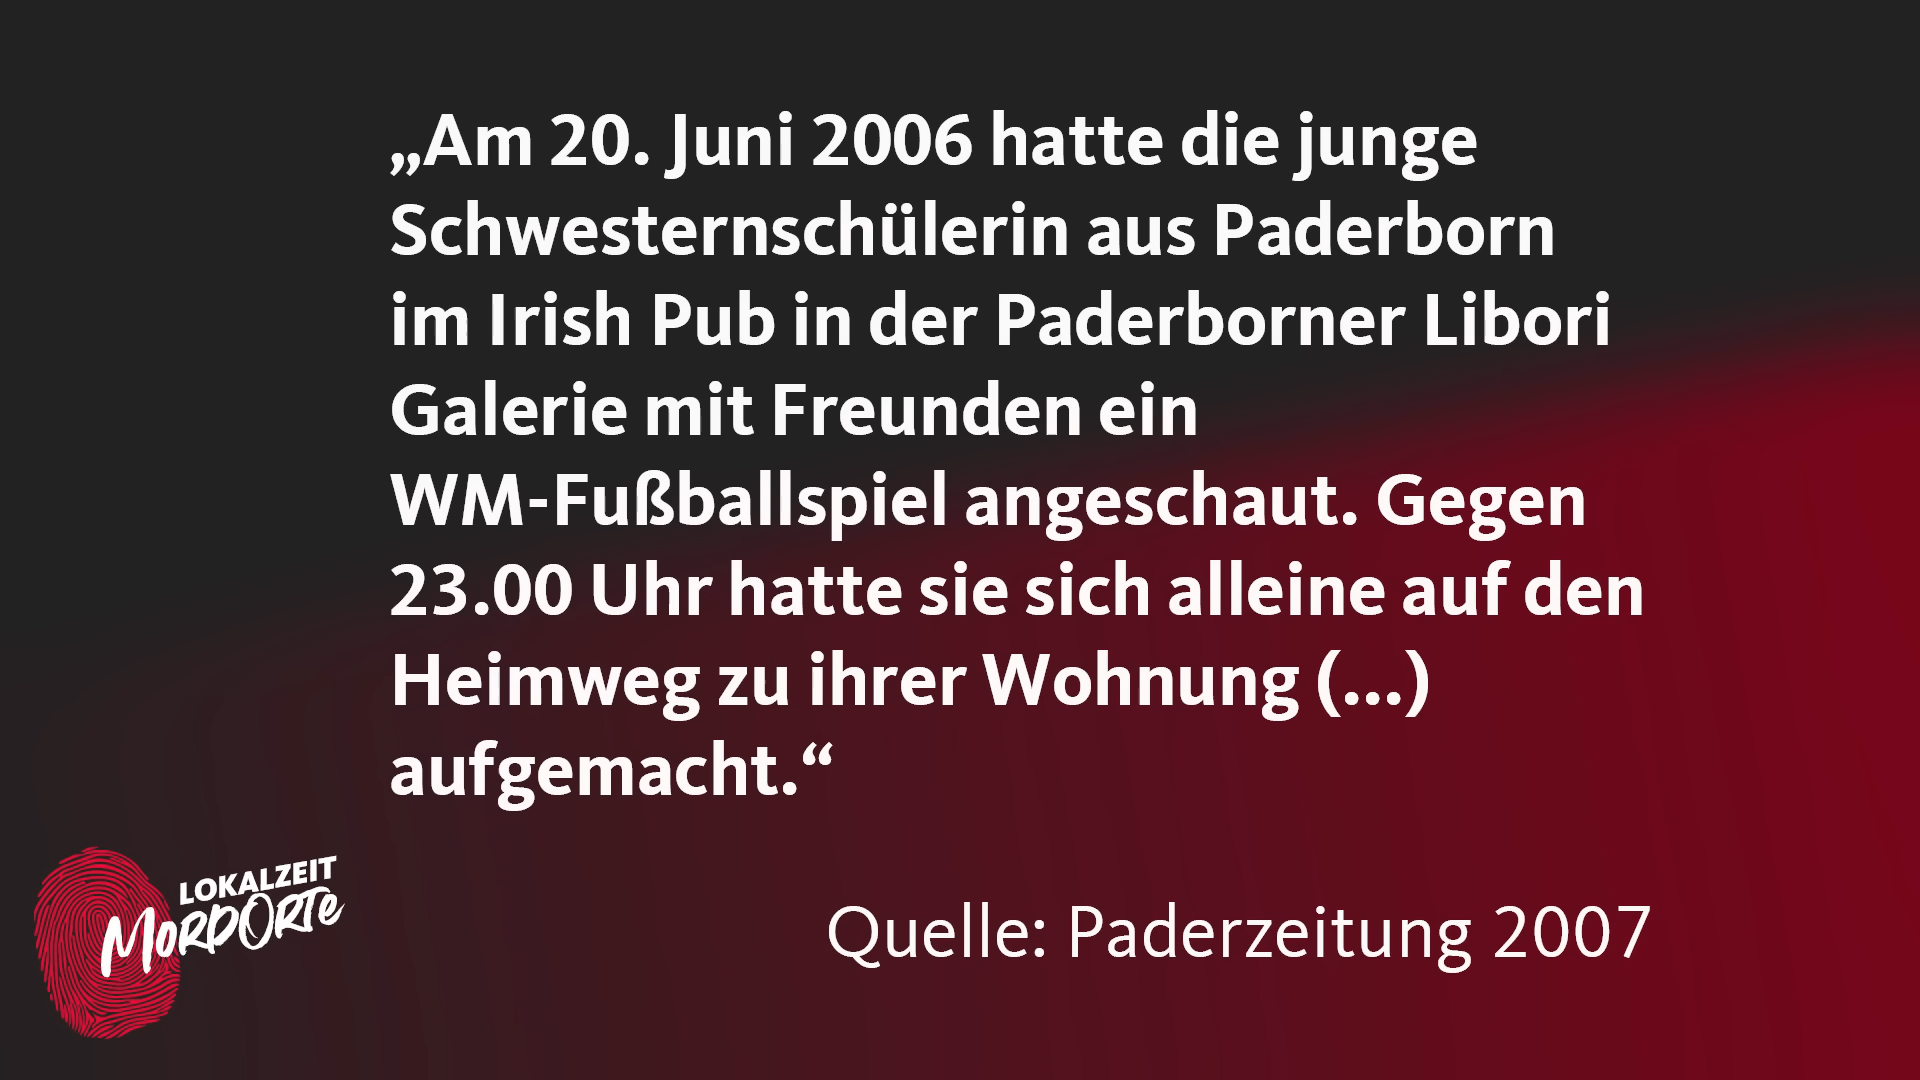 „Am 20. Juni 2006 hatte die junge
Schwesternschülerin aus Paderborn
im Irish Pub in der Paderborner Libori
Galerie mit Freunden ein
WM-Fußballspiel angeschaut. Gegen
23.00 Uhr hatte sie sich alleine auf den
Heimweg zu ihrer Wohnung (...)
aufgemacht.“
LOKALZEIT
MORDORTe
Quelle: Paderzeitung 2007